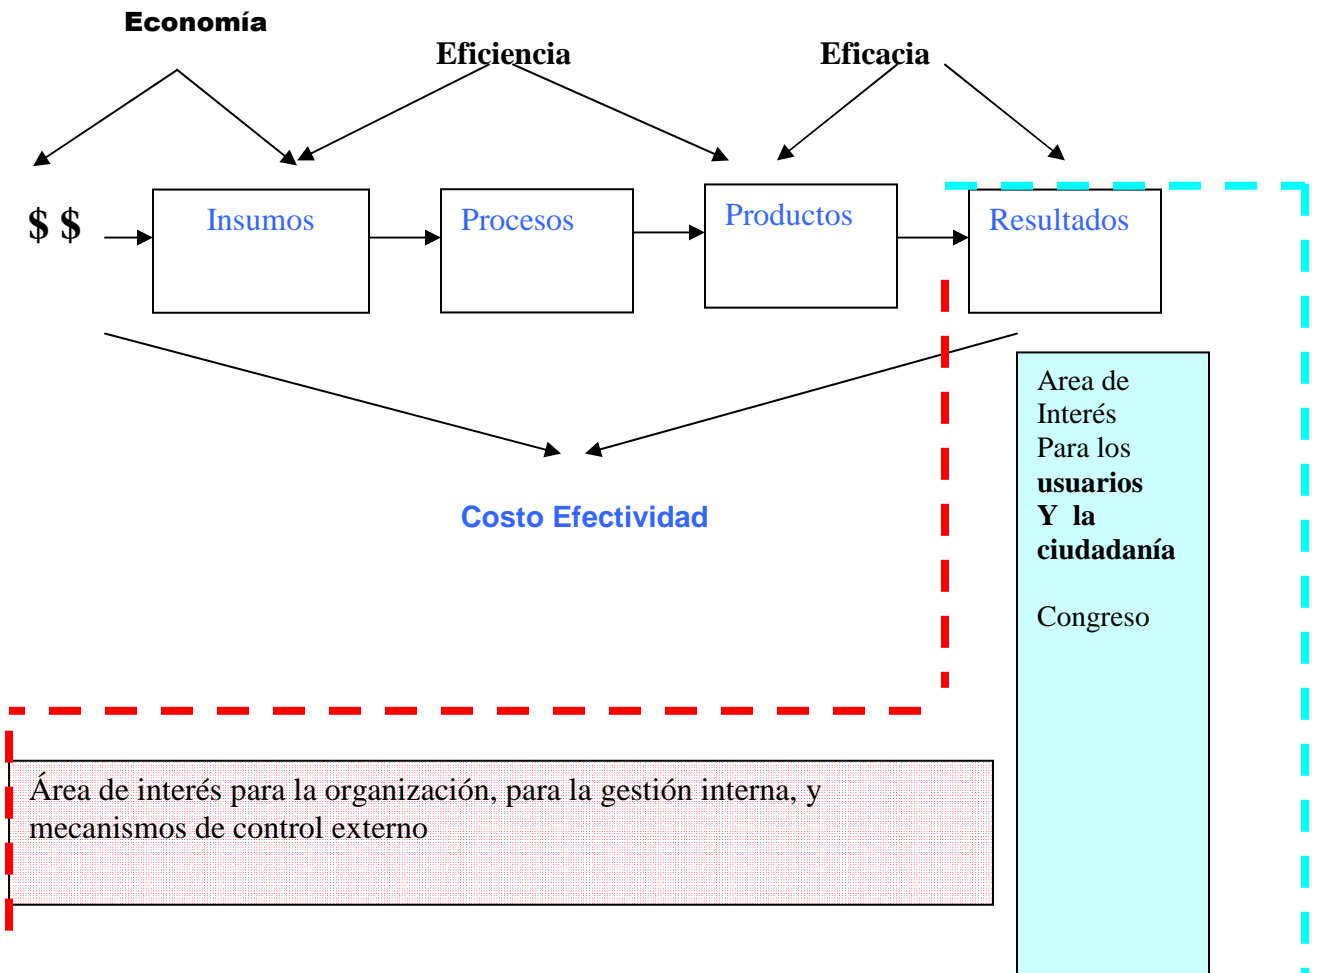 Economía
Eficiencia
Eficacia
$ $
Insumos
Procesos
Productos
Resultados
Costo Efectividad
Area de
Interés
Para los
usuarios
Y la
ciudadanía
Congreso
Área de interés para la organización, para la gestión interna, y
mecanismos de control externo